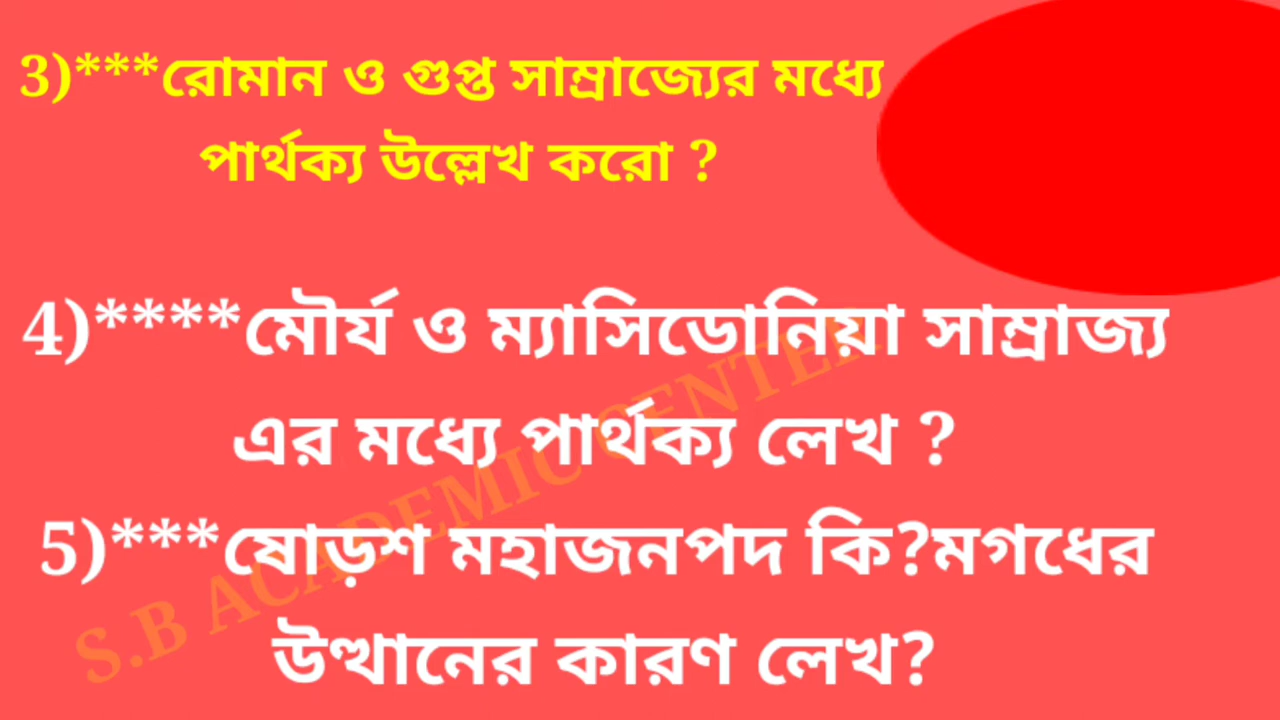 3)***রোমান ও গুপ্ত সাম্রাজ্যের মধ্যে
পার্থক্য উল্লেখ করো ?
4)****মৌর্য ও ম্যাসিডোনিয়া সাম্রাজ্য
এর মধ্যে পার্থক্য লেখ ?
5)***ষোড়শ মহাজনপদ কি?মগধের
উত্থানের কারণ লেখ?
S.B ACADEMIC CENTER